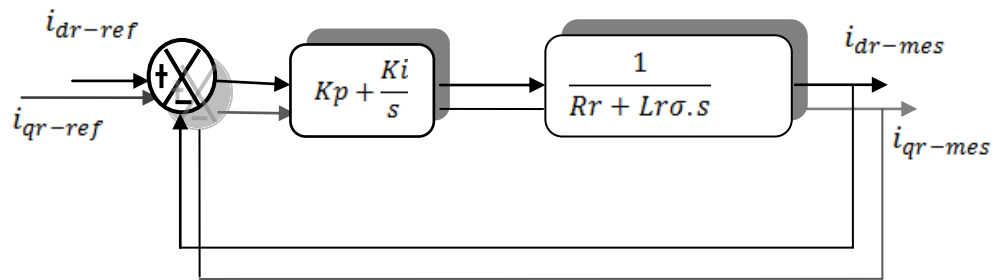 i_{dr-ref}
i_{qr-ref}
+
−
−
Kp + Ki/s
1/(Rr + Lrσ.s)
i_{dr-mes}
i_{qr-mes}